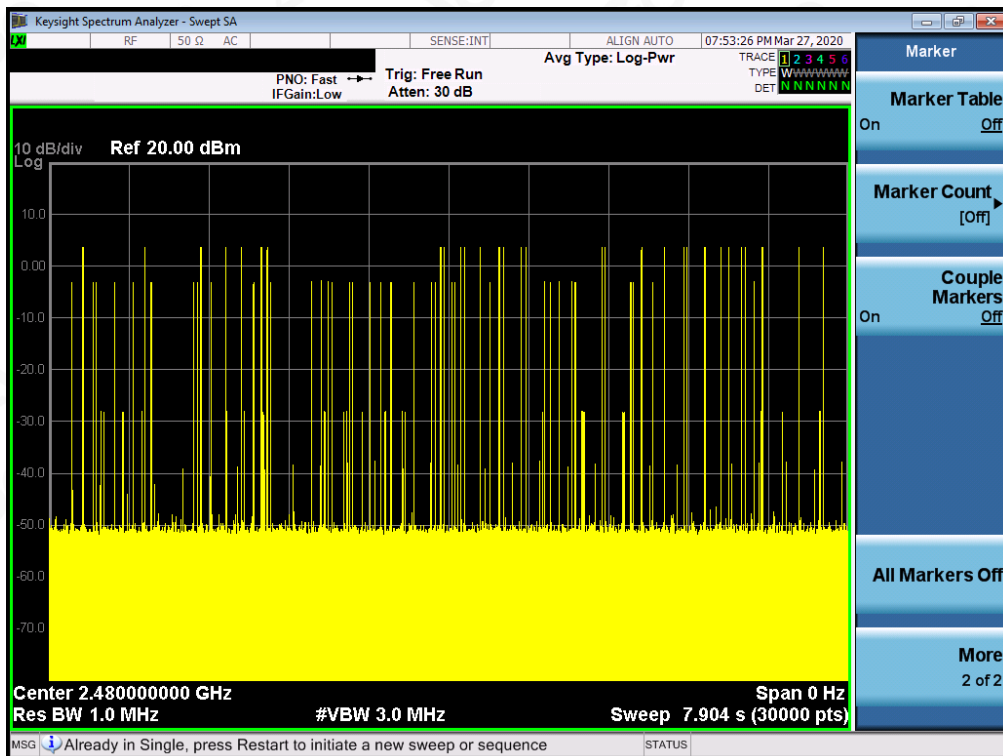 Keysight Spectrum Analyzer - Swept SA
LXI RF 50 Ω AC SENSE:INT ALIGN AUTO 07:53:26 PM Mar 27, 2020
Marker
Avg Type: Log-Pwr TRACE 1 2 3 4 5 6
PNO: Fast Trig: Free Run TYPE WWWWWW
IFGain:Low Atten: 30 dB DET N N N N N N
Marker Table
On Off
10 dB/div Ref 20.00 dBm
Log
Marker Count
[Off]
10.0
0.00
Couple
Markers
On Off
-10.0
-20.0
-30.0
-40.0
-50.0
-60.0
All Markers Off
-70.0
More
2 of 2
Center 2.480000000 GHz Span 0 Hz
Res BW 1.0 MHz #VBW 3.0 MHz Sweep 7.904 s (30000 pts)
MSG Already in Single, press Restart to initiate a new sweep or sequence STATUS